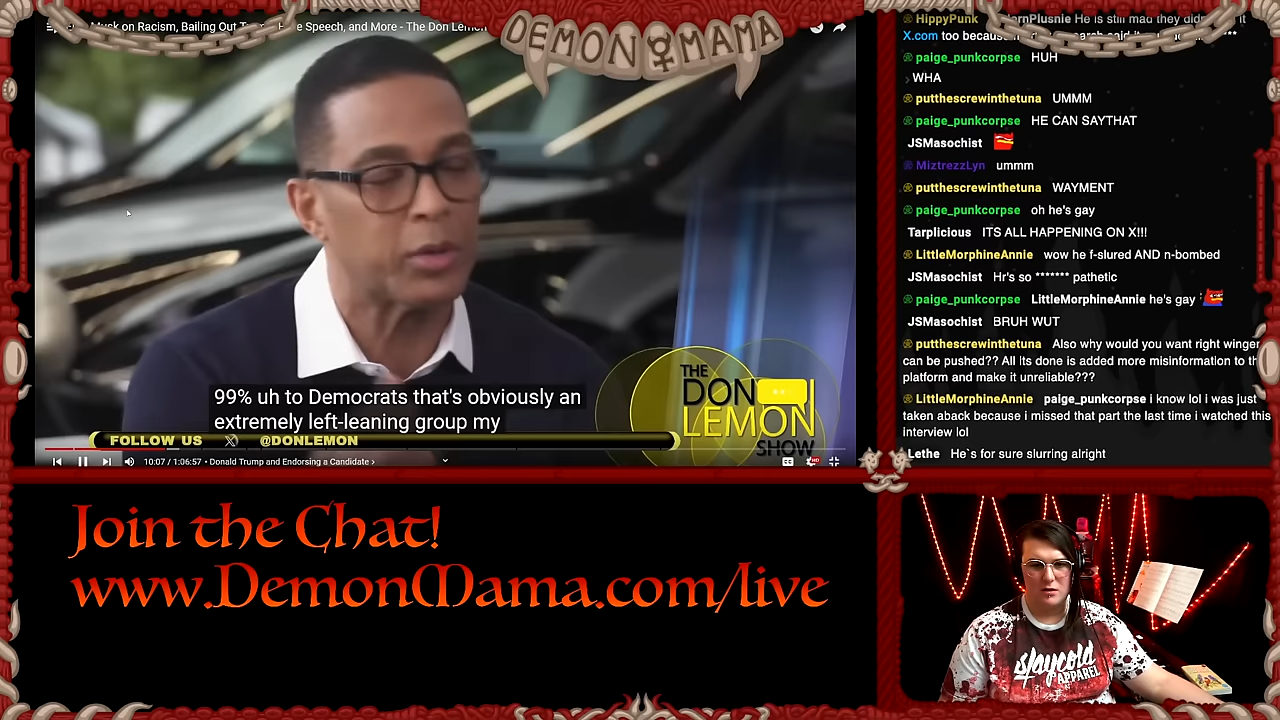 Musk on Racism, Bailing Out
Speech, and More - The Don Lemon
DEMON MAMA
HippyPunk
He is still mad they
X.com too
paige_punkcorpse HUH
WHA
putthescrewinthetuna UMMM
paige_punkcorpse HE CAN SAYTHAT
JSMasochist
MiztrezzLyn ummm
putthescrewinthetuna WAYMENT
paige_punkcorpse oh he's gay
Tarplicious ITS ALL HAPPENING ON X!!!
LittleMorphineAnnie wow he f-slured AND n-bombed
JSMasochist Hr's so ******* pathetic
paige_punkcorpse LittleMorphineAnnie he's gay
JSMasochist BRUH WUT
putthescrewinthetuna Also why would you want right winger
can be pushed?? All its done is added more misinformation to th
platform and make it unreliable???
LittleMorphineAnnie paige_punkcorpse i know lol i was just
taken aback because i missed that part the last time i watched this
interview lol
Lethe He`s for sure slurring alright
THE
DON
LEMON
SHOW
99% uh to Democrats that's obviously an
extremely left-leaning group my
FOLLOW US X @DONLEMON
10:07 / 1:06:57 • Donald Trump and Endorsing a Candidate >
CC
HD
Join the Chat!
www.DemonMama.com/live
staycold
APPAREL